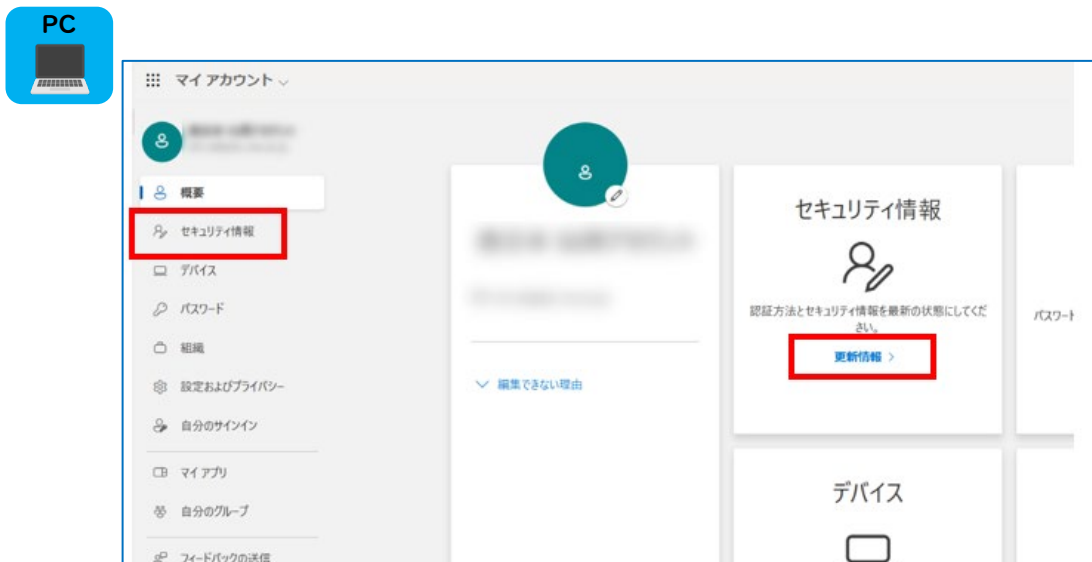 PC
マイ アカウント
概要
セキュリティ情報
デバイス
パスワード
組織
設定およびプライバシー
自分のサインイン
マイ アプリ
自分のグループ
フィードバックの送信
編集できない理由
セキュリティ情報
認証方法とセキュリティ情報を最新の状態にしてくだ
さい。
更新情報 >
デバイス
パスワード